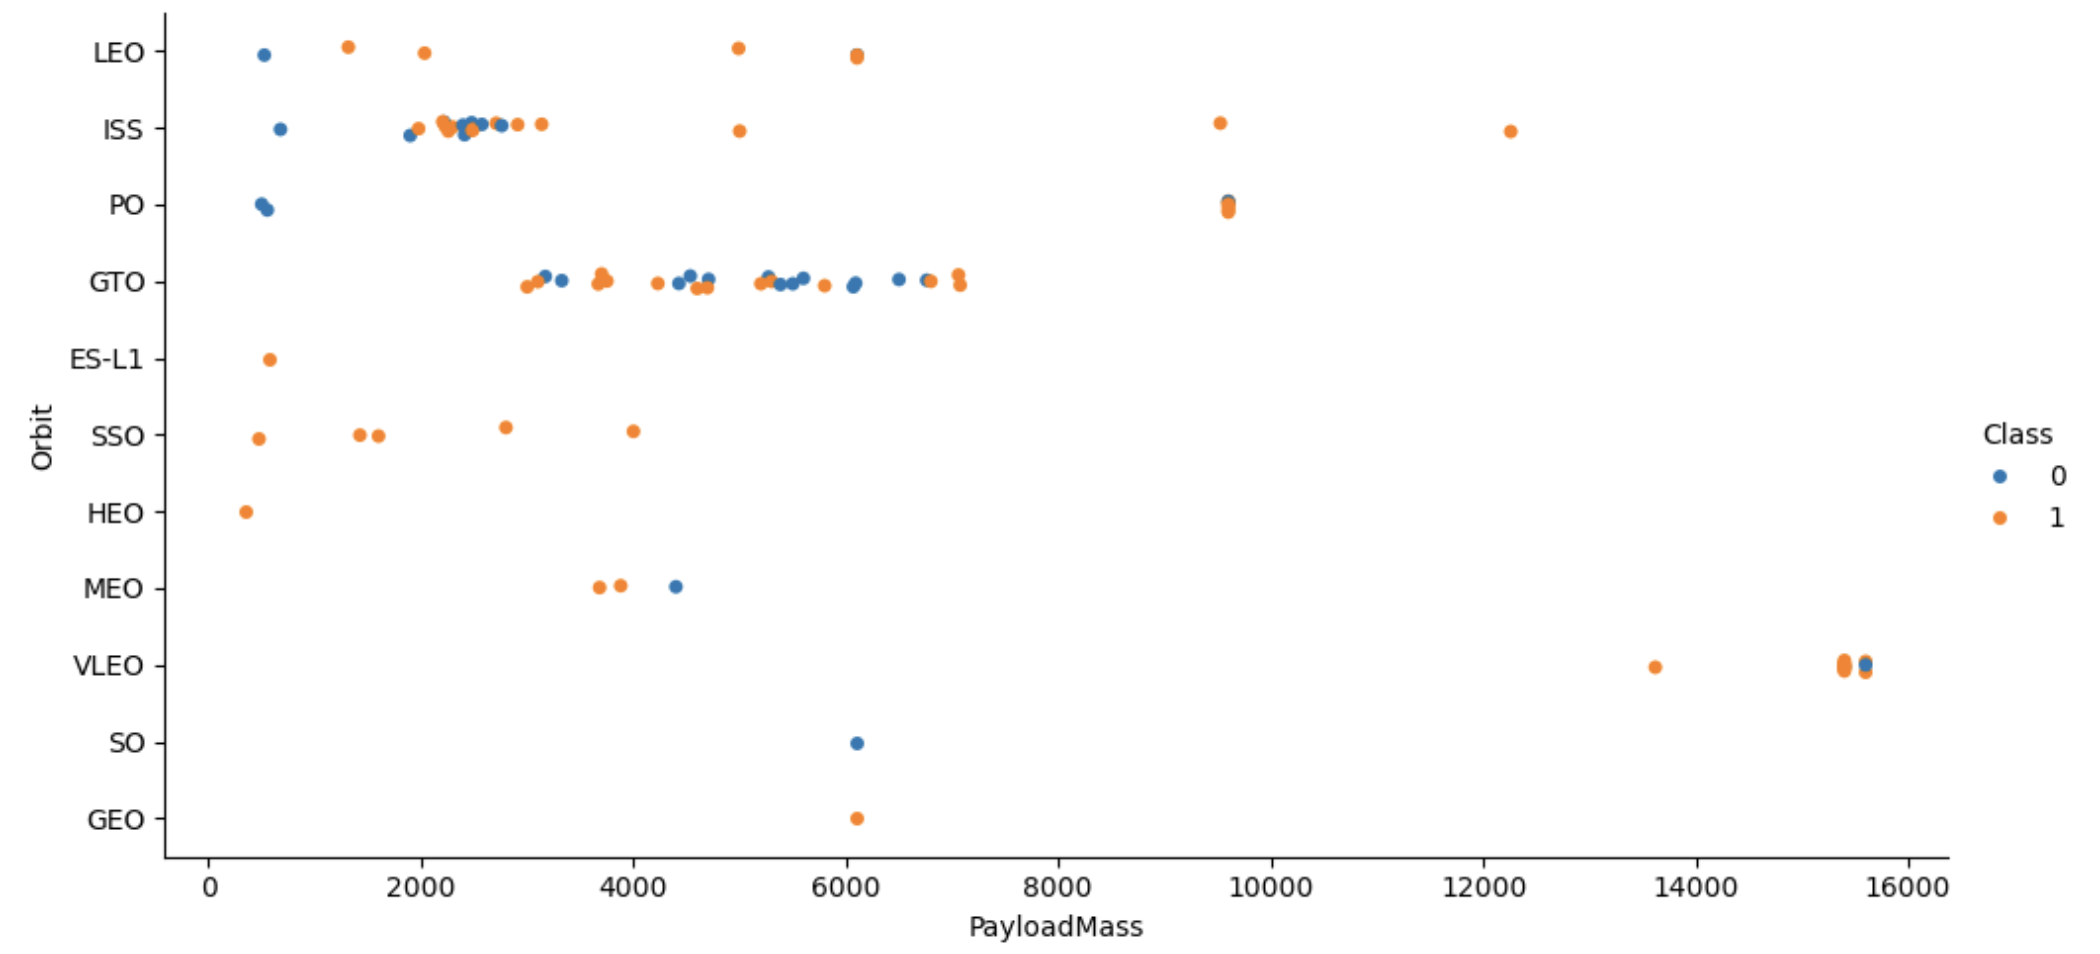 LEO
ISS
PO
GTO
ES-L1
SSO
HEO
MEO
VLEO
SO
GEO
Orbit
0 2000 4000 6000 8000 10000 12000 14000 16000
PayloadMass
Class
0
1